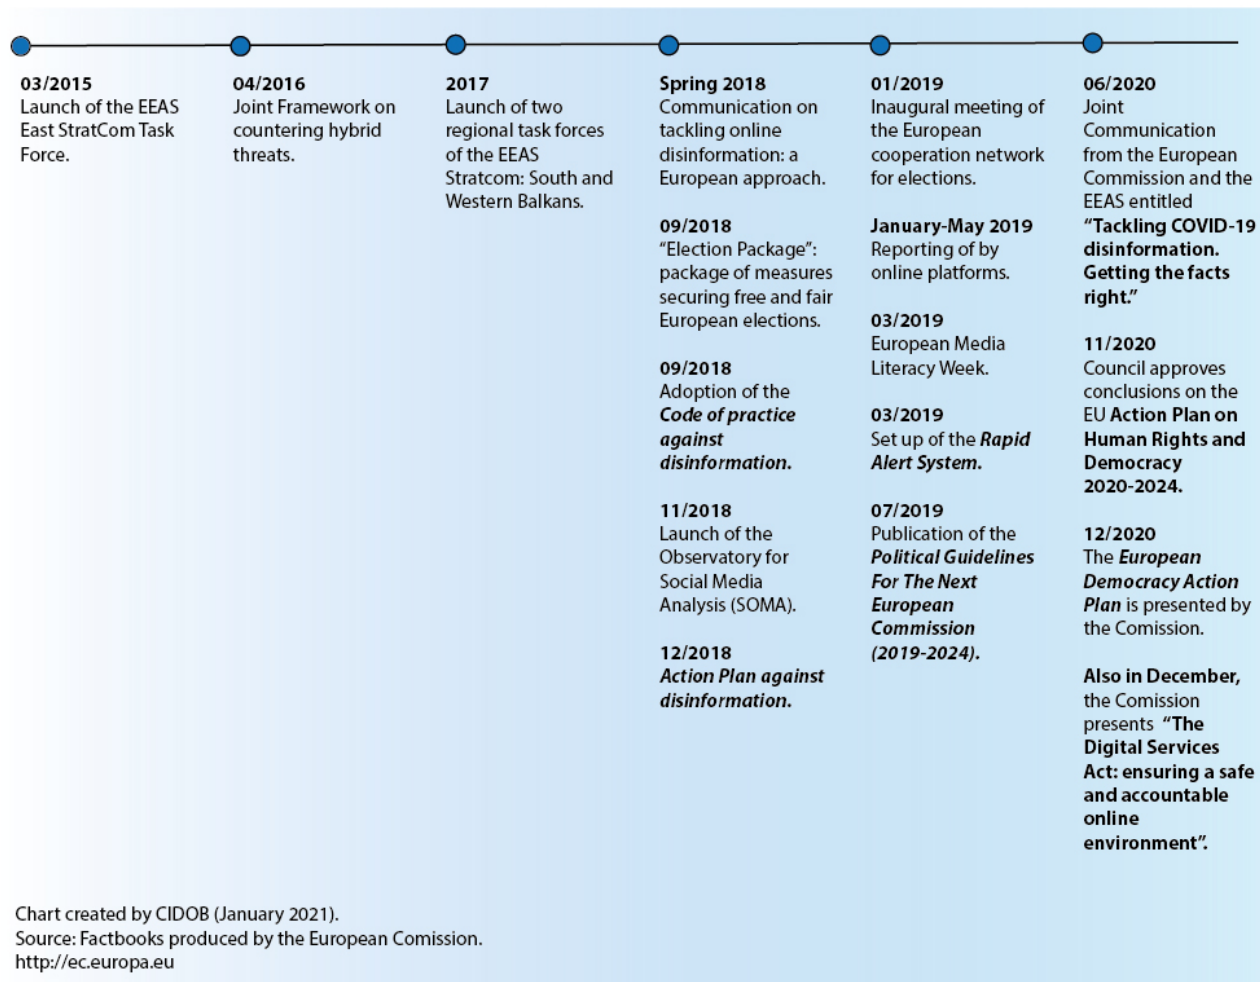 03/2015
Launch of the EEAS
East StratCom Task
Force.
04/2016
Joint Framework on
countering hybrid
threats.
2017
Launch of two
regional task forces
of the EEAS
Stratcom: South and
Western Balkans.
Spring 2018
Communication on
tackling online
disinformation: a
European approach.
09/2018
“Election Package”:
package of measures
securing free and fair
European elections.
09/2018
Adoption of the
Code of practice
against
disinformation.
11/2018
Launch of the
Observatory for
Social Media
Analysis (SOMA).
12/2018
Action Plan against
disinformation.
01/2019
Inaugural meeting of
the European
cooperation network
for elections.
January-May 2019
Reporting of by
online platforms.
03/2019
European Media
Literacy Week.
03/2019
Set up of the Rapid
Alert System.
07/2019
Publication of the
Political Guidelines
For The Next
European
Commission
(2019-2024).
06/2020
Joint
Communication
from the European
Commission and the
EEAS entitled
“Tackling COVID-19
disinformation.
Getting the facts
right.”
11/2020
Council approves
conclusions on the
EU Action Plan on
Human Rights and
Democracy
2020-2024.
12/2020
The European
Democracy Action
Plan is presented by
the Comission.
Also in December,
the Comission
presents “The
Digital Services
Act: ensuring a safe
and accountable
online
environment”.
Chart created by CIDOB (January 2021).
Source: Factbooks produced by the European Comission.
http://ec.europa.eu